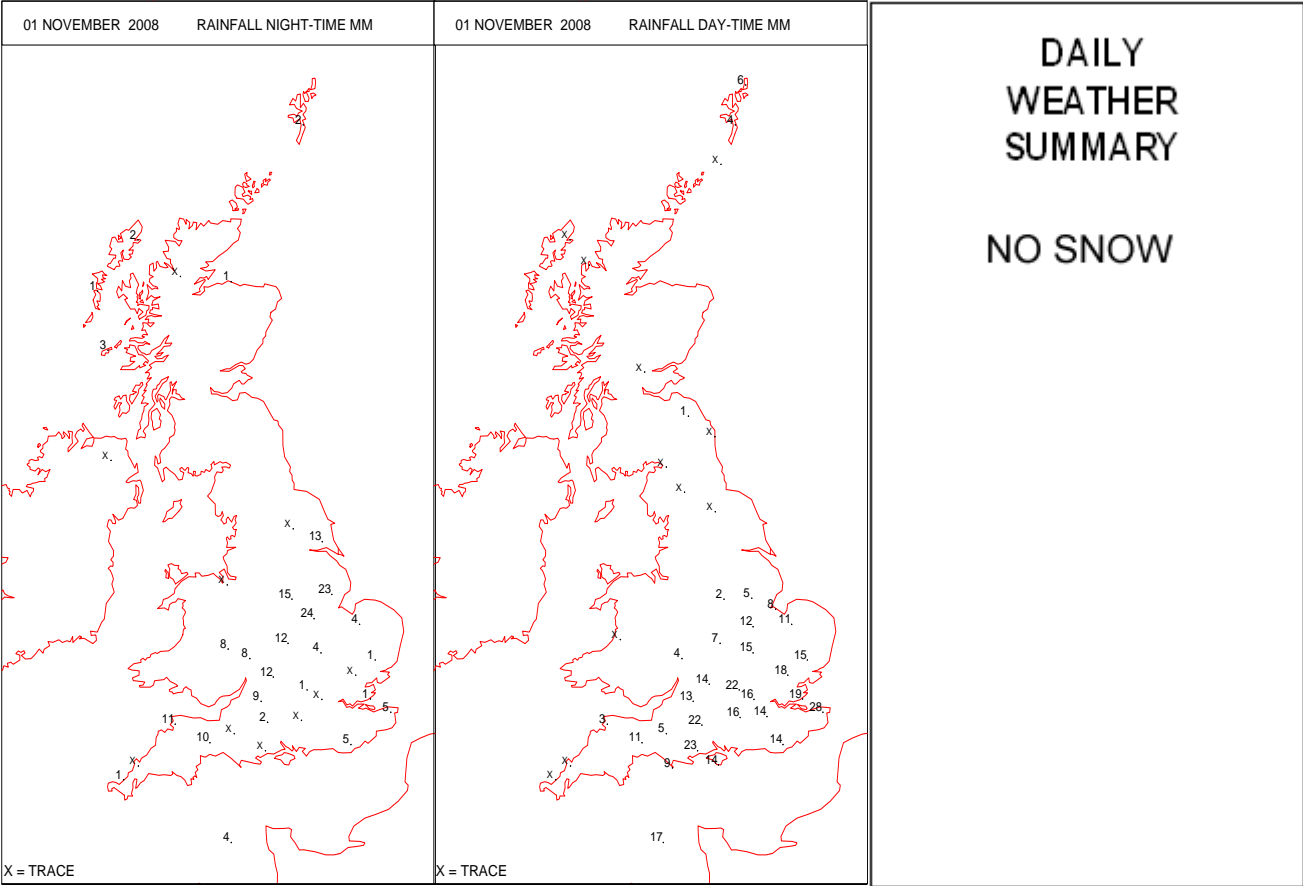 01 NOVEMBER 2008 RAINFALL NIGHT-TIME MM
2
2
X
1
1
3
X
X
13
X
15
23
24
4
12
8
8
4
1
12
X
1
X
1
9
5
11
2
X
X
10
X
5
X
1
4
X = TRACE
01 NOVEMBER 2008 RAINFALL DAY-TIME MM
6
4
X
X
X
X
1
X
X
X
X
2
5
8
12
11
X
7
15
4
15
18
14
22
13
16
19
28
3
22
16
14
5
11
23
14
9
14
X
X
17
X = TRACE
DAILY
WEATHER
SUMMARY
NO SNOW